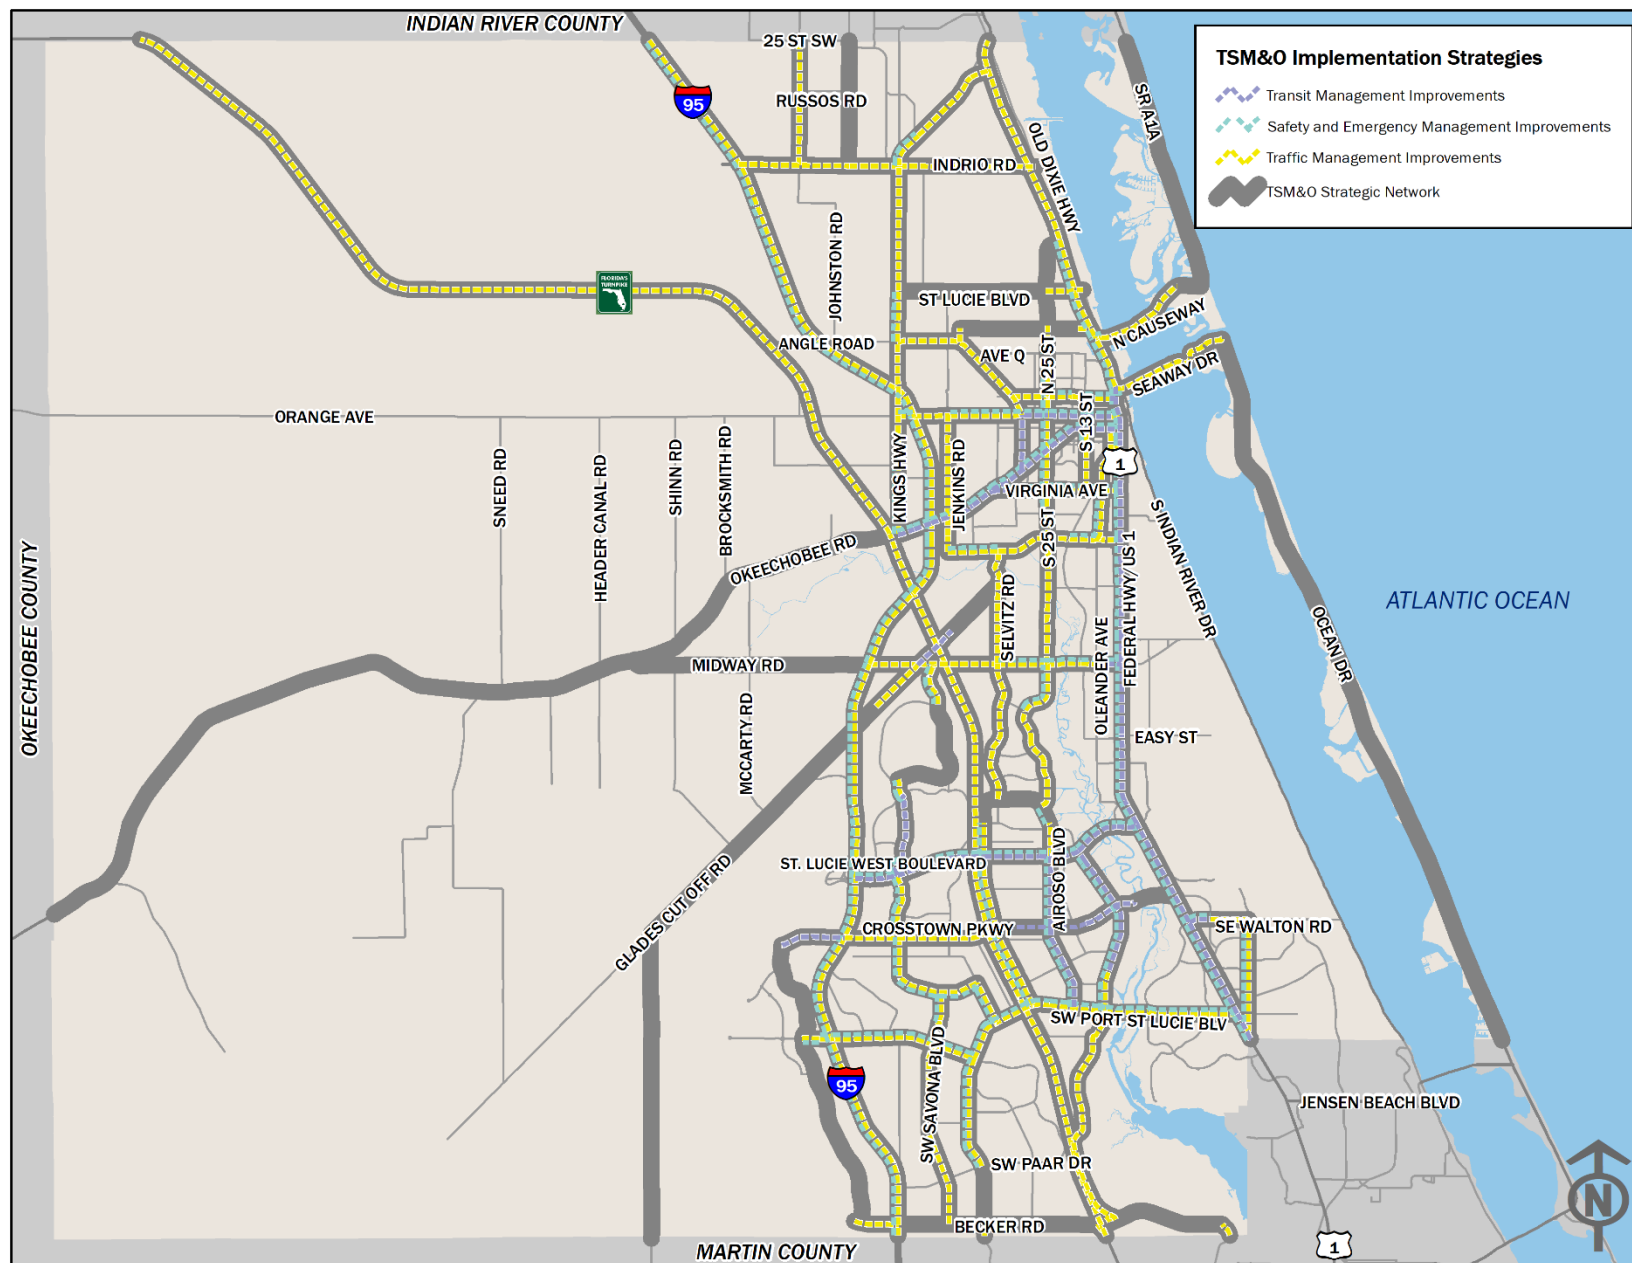 INDIAN RIVER COUNTY
25 ST SW
TSM&O Implementation Strategies
Transit Management Improvements
Safety and Emergency Management Improvements
Traffic Management Improvements
TSM&O Strategic Network
95
RUSSOS RD
SR A1A
OLD DIXIE HWY
INDRIO RD
JOHNSTON RD
FLORIDA'S
TURNPIKE
ST LUCIE BLVD
N CAUSEWAY
ANGLE ROAD
AVE Q
N 25 ST
SEAWAY DR
ORANGE AVE
S 13 ST
SNEED RD
HEADER CANAL RD
SHINN RD
BROCKSMITH RD
KINGS HWY
JENKINS RD
1
VIRGINIA AVE
S 25 ST
S INDIAN RIVER DR
OKEECHOBEE RD
OKEECHOBEE COUNTY
SELVITZ RD
FEDERAL HWY/US 1
ATLANTIC OCEAN
OCEAN DR
MIDWAY RD
OLEANDER AVE
MCCARTY RD
EASY ST
ST. LUCIE WEST BOULEVARD
AIROSO BLVD
GLADES CUT OFF RD
CROSSTOWN PKWY
SE WALTON RD
SW PORT ST LUCIE BLV
SW SAVONA BLVD
95
JENSEN BEACH BLVD
SW PAAR DR
BECKER RD
MARTIN COUNTY
1
N